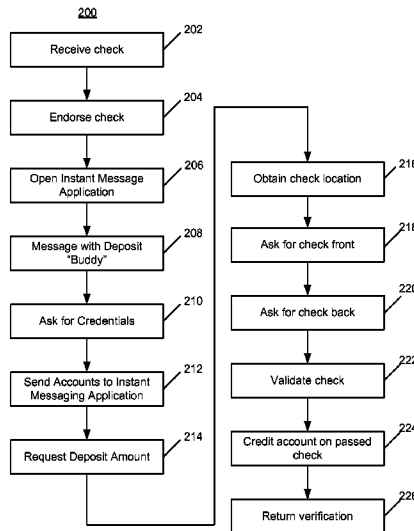 200
202
Receive check
204
Endorse check
206
Open Instant Message
Application
208
Message with Deposit
"Buddy"
210
Ask for Credentials
212
Send Accounts to Instant
Messaging Application
214
Request Deposit Amount
216
Obtain check location
218
Ask for check front
220
Ask for check back
222
Validate check
224
Credit account on passed
check
226
Return verification